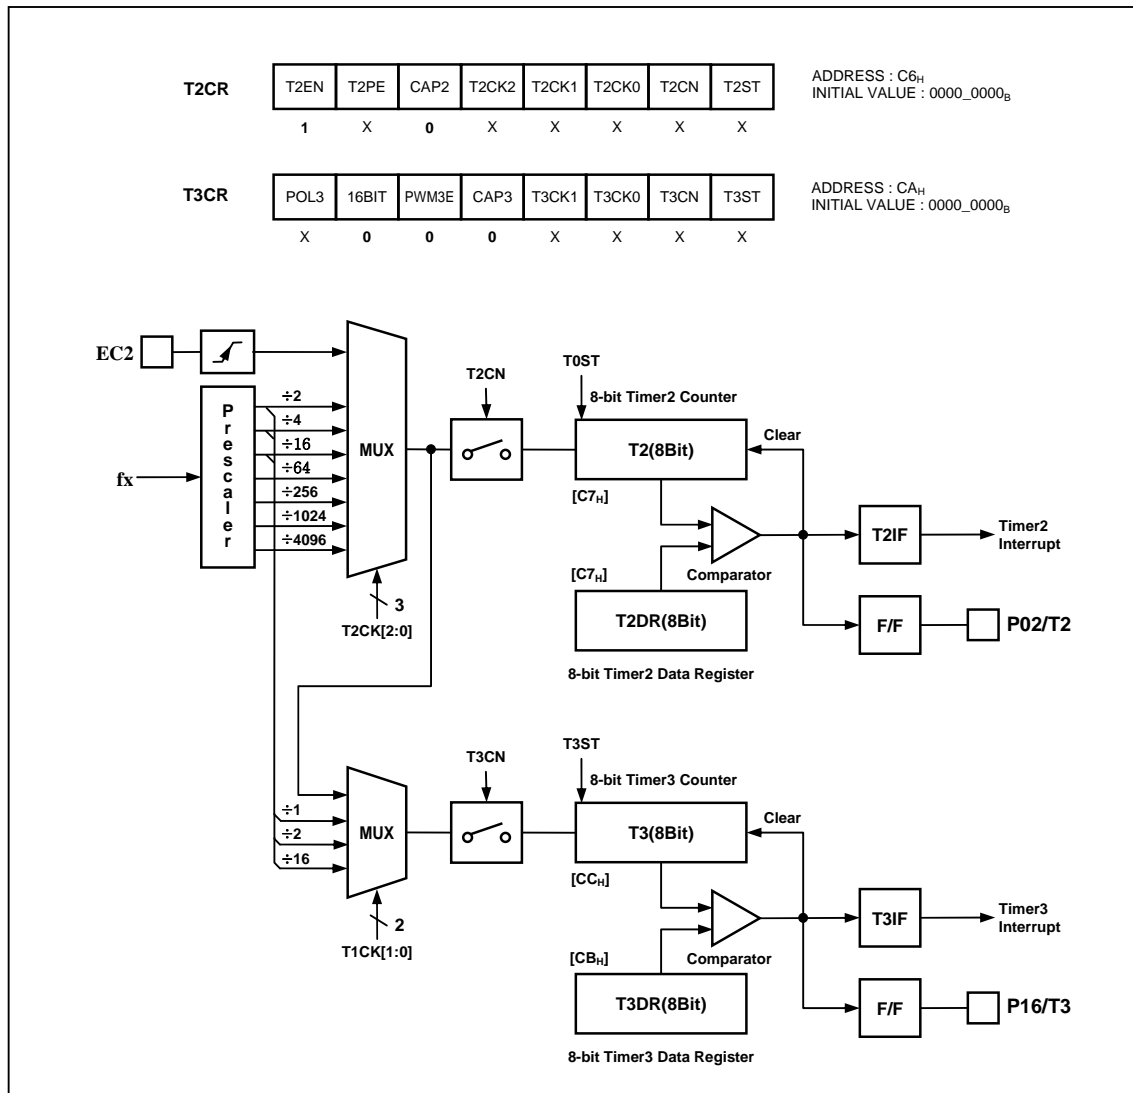 T2CR T2EN T2PE CAP2 T2CK2 T2CK1 T2CK0 T2CN T2ST
ADDRESS : C6H
INITIAL VALUE : 0000_0000B
1 X 0 X X X X X
T3CR POL3 16BIT PWM3E CAP3 T3CK1 T3CK0 T3CN T3ST
ADDRESS : CAH
INITIAL VALUE : 0000_0000B
X 0 0 0 X X X X
EC2
fx
Prescaler
÷2
÷4
÷16
÷64
÷256
÷1024
÷4096
MUX
3
T2CK[2:0]
T2CN
T0ST
8-bit Timer2 Counter
T2(8Bit)
Clear
[C7H]
Comparator
[C7H]
T2DR(8Bit)
8-bit Timer2 Data Register
T2IF
Timer2
Interrupt
F/F
P02/T2
÷1
÷2
÷16
MUX
2
T1CK[1:0]
T3CN
T3ST
8-bit Timer3 Counter
T3(8Bit)
Clear
[CCH]
Comparator
[CBH]
T3DR(8Bit)
8-bit Timer3 Data Register
T3IF
Timer3
Interrupt
F/F
P16/T3